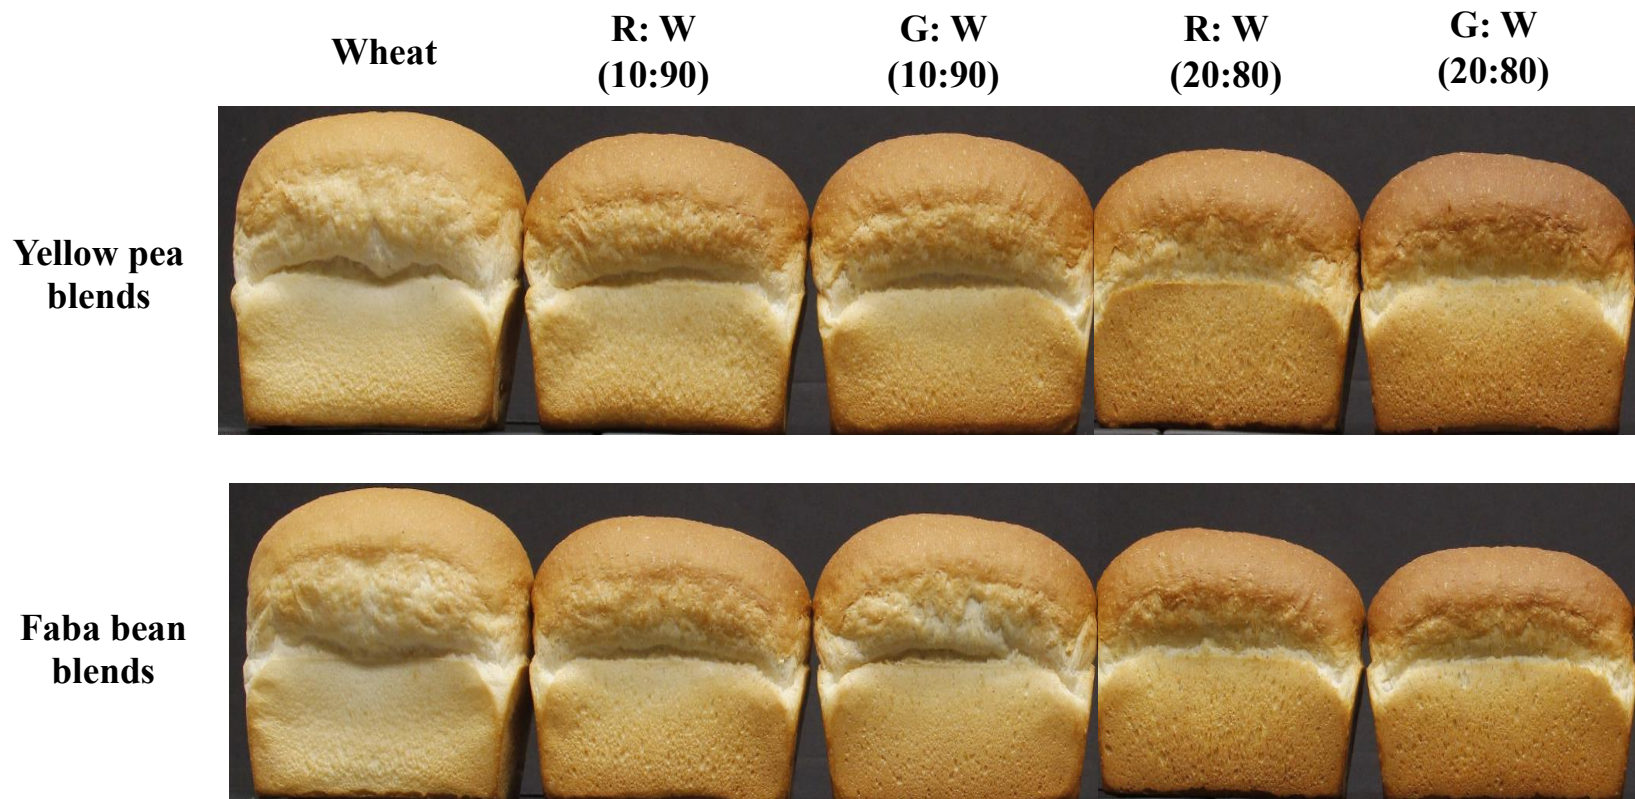 Wheat
R: W
(10:90)
G: W
(10:90)
R: W
(20:80)
G: W
(20:80)
Yellow pea
blends
Faba bean
blends